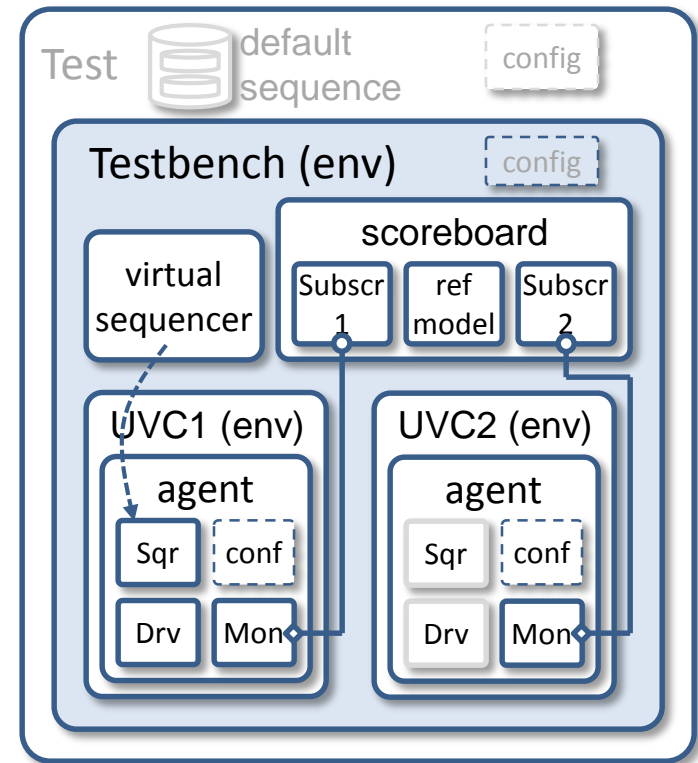 Test
default
sequence
config
Testbench (env)
config
scoreboard
virtual
sequencer
Subscr
1
ref
model
Subscr
2
UVC1 (env)
agent
Sqr
conf
Drv
Mon
UVC2 (env)
agent
Sqr
conf
Drv
Mon